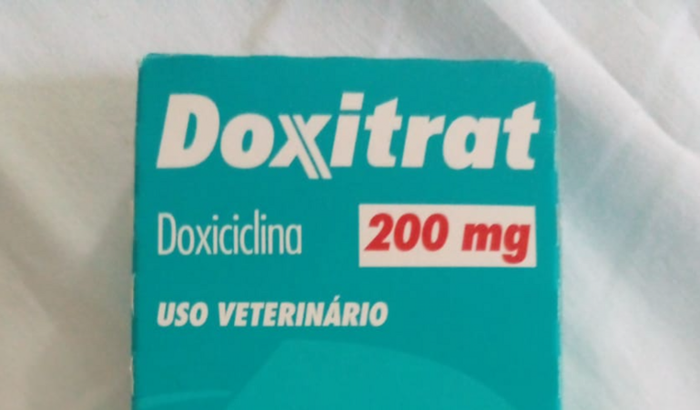 Doxitrat
Doxiciclina 200 mg
USO VETERINÁRIO